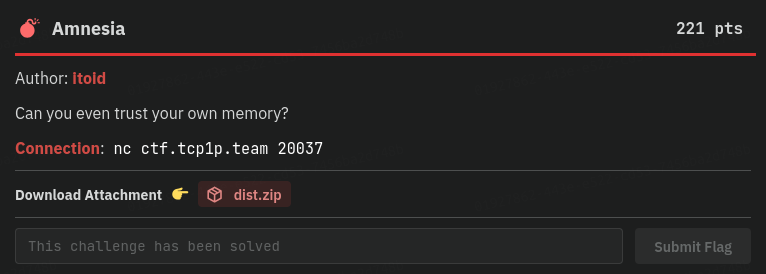 Amnesia
221 pts
Author: itoid
Can you even trust your own memory?
Connection: nc ctf.tcp1p.team 20037
Download Attachment 👉 dist.zip
This challenge has been solved
Submit Flag